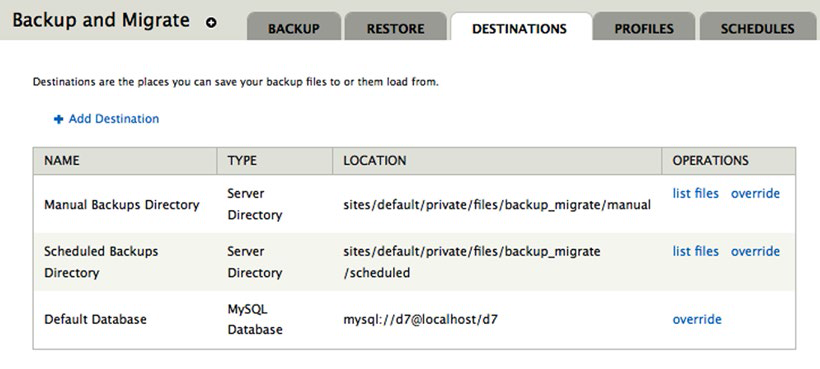 Backup and Migrate
BACKUP
RESTORE
DESTINATIONS
PROFILES
SCHEDULES
Destinations are the places you can save your backup files to or them load from.
Add Destination
NAME TYPE LOCATION OPERATIONS
Manual Backups Directory
Server
Directory
sites/default/private/files/backup_migrate/manual
list files override
Scheduled Backups
Directory
Server
Directory
sites/default/private/files/backup_migrate
/scheduled
list files override
Default Database
MySQL
Database
mysql://d7@localhost/d7
override